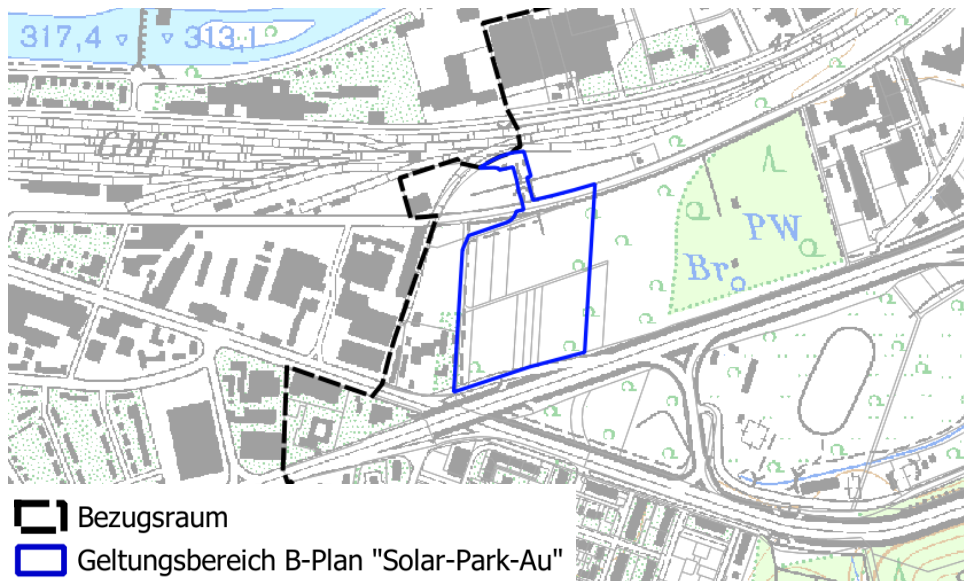 317,4 ▿ ▿ 313,1
47
Gbf
PW
Br
Bezugsraum
Geltungsbereich B-Plan "Solar-Park-Au"